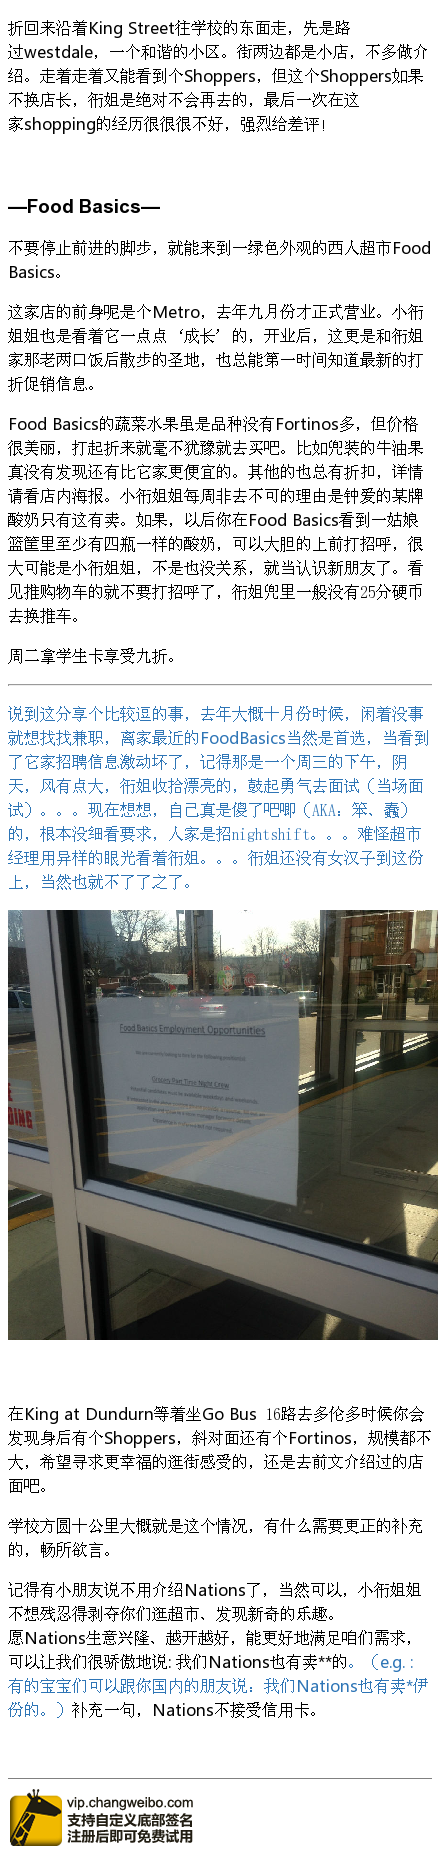 折回来沿着King Street往学校的东面走，先是路
过westdale，一个和谐的小区。街两边都是小店，不多做介
绍。走着走着又能看到个Shoppers，但这个Shoppers如果
不换店长，衔姐是绝对不会再去的，最后一次在这
家shopping的经历很很很不好，强烈给差评!
—Food Basics—
不要停止前进的脚步，就能来到一绿色外观的西人超市Food
Basics。
这家店的前身呢是个Metro，去年九月份才正式营业。小衔
姐姐也是看着它一点点‘成长’的，开业后，这更是和衔姐
家那老两口饭后散步的圣地，也总能第一时间知道最新的打
折促销信息。
Food Basics的蔬菜水果虽是品种没有Fortinos多，但价格
很美丽，打起折来就毫不犹豫就去买吧。比如兜装的牛油果
真没有发现还有比它家更便宜的。其他的也总有折扣，详情
请看店内海报。小衔姐姐每周非去不可的理由是钟爱的某牌
酸奶只有这有卖。如果，以后你在Food Basics看到一姑娘
篮筐里至少有四瓶一样的酸奶，可以大胆的上前打招呼，很
大可能是小衔姐姐，不是也没关系，就当认识新朋友了。看
见推购物车的就不要打招呼了，衔姐兜里一般没有25分硬币
去换推车。
周二拿学生卡享受九折。
说到这分享个比较逗的事，去年大概十月份时候，闲着没事
就想找找兼职，离家最近的FoodBasics当然是首选，当看到
了它家招聘信息激动坏了，记得那是一个周三的下午，阴
天，风有点大，衔姐收拾漂亮的，鼓起勇气去面试（当场面
试）。。。现在想想，自己真是傻了吧唧（AKA：笨、蠢）
的，根本没细看要求，人家是招nightshift。。。难怪超市
经理用异样的眼光看着衔姐。。。衔姐还没有女汉子到这份
上，当然也就不了了之了。
Food Basics Employment Opportunities
在King at Dundurn等着坐Go Bus 16路去多伦多时候你会
发现身后有个Shoppers，斜对面还有个Fortinos，规模都不
大，希望寻求更幸福的逛街感受的，还是去前文介绍过的店
面吧。
学校方圆十公里大概就是这个情况，有什么需要更正的补充
的，畅所欲言。
记得有小朋友说不用介绍Nations了，当然可以，小衔姐姐
不想残忍得剥夺你们逛超市、发现新奇的乐趣。
愿Nations生意兴隆、越开越好，能更好地满足咱们需求，
可以让我们很骄傲地说: 我们Nations也有卖**的。（e.g. :
有的宝宝们可以跟你国内的朋友说：我们Nations也有卖*伊
份的。）补充一句，Nations不接受信用卡。
vip.changweibo.com
支持自定义底部签名
注册后即可免费试用